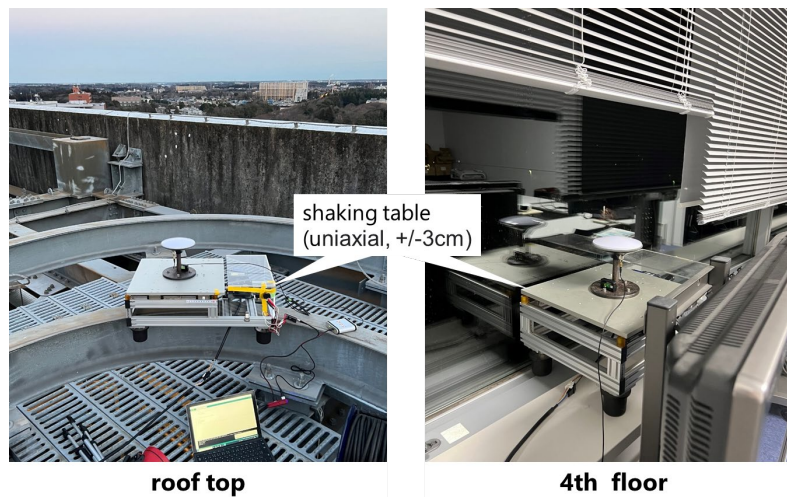 shaking table
(uniaxial, +/-3cm)
roof top
4th floor